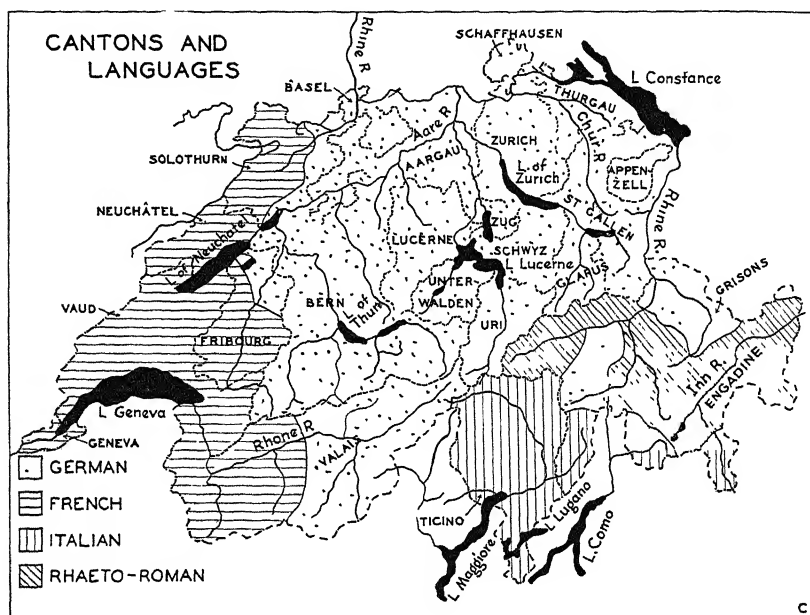 CANTONS AND
LANGUAGES
Rhine R
SCHAFFHAUSEN
L Constance
BASEL
THURGAU
Aare R
ZURICH
Chur R
SOLOTHURN
AARGAU
L. of
Zurich
APPEN-
ZELL
NEUCHÂTEL
ST GALLEN
Rhine R.
ZUG
L. of Neuchatel
LUCERNE
SCHWYZ
L Lucerne
GLARUS
GRISONS
UNTER-
WALDEN
VAUD
BERN
L. of
Thun
URI
FRIBOURG
Inn R.
ENGADINE
L Geneva
GENEVA
Rhone R
VALAIS
GERMAN
FRENCH
ITALIAN
RHAETO-ROMAN
TICINO
L Maggiore
L Lugano
L. Como
C